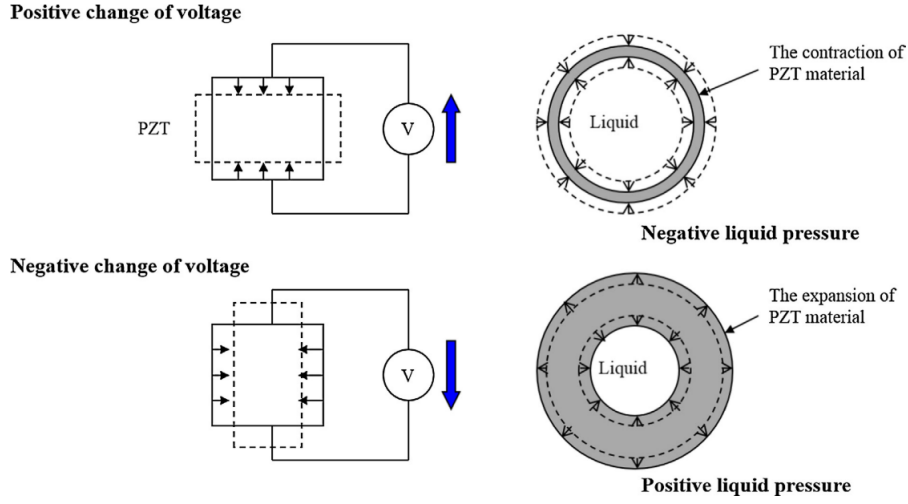 Positive change of voltage
PZT
V
Liquid
The contraction of
PZT material
Negative liquid pressure
Negative change of voltage
V
Liquid
The expansion of
PZT material
Positive liquid pressure